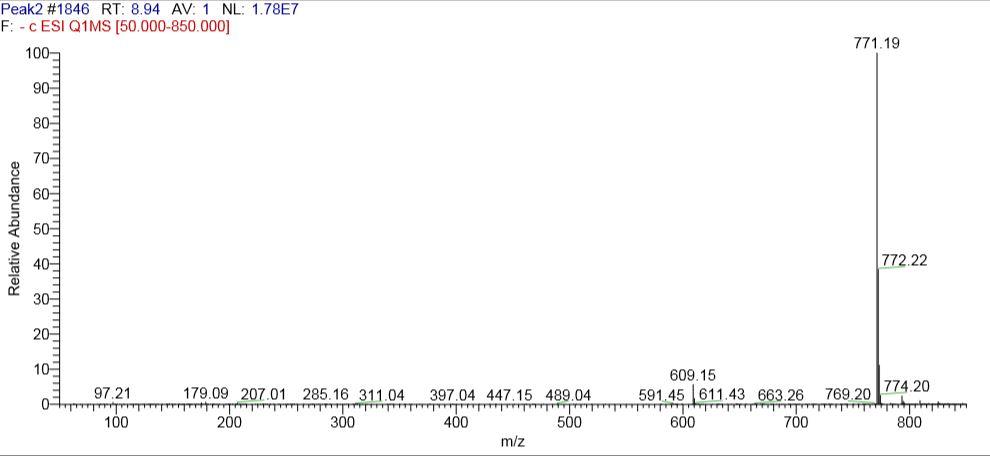 Peak2 #1846 RT: 8.94 AV: 1 NL: 1.78E7
F: - c ESI Q1MS [50.000-850.000]
771.19
100
90
80
70
60
50
40
30
20
10
0
Relative Abundance
772.22
609.15
774.20
97.21 179.09 207.01 285.16 311.04 397.04 447.15 489.04 591.45 611.43 663.26 769.20
100 200 300 400 500 600 700 800
m/z